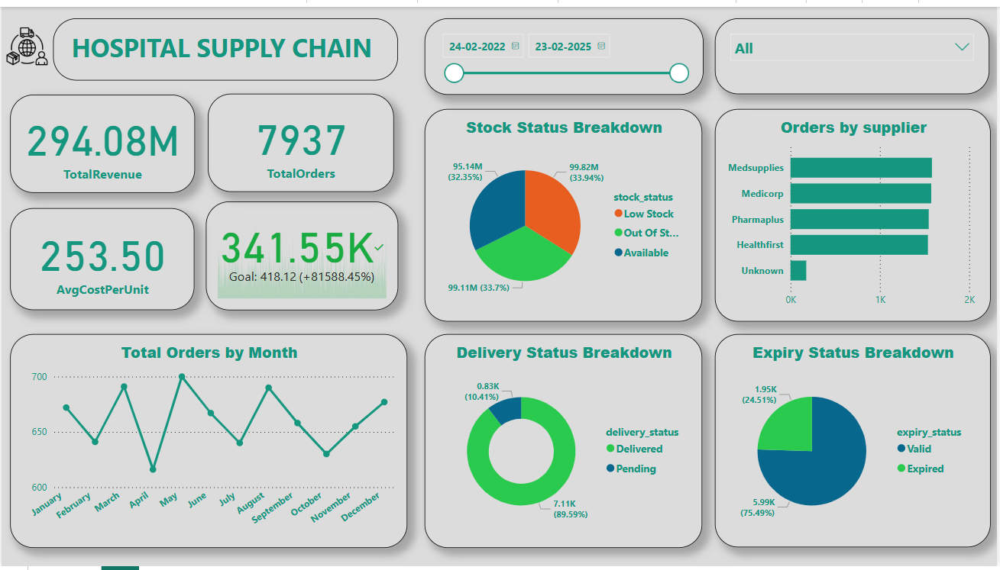 HOSPITAL SUPPLY CHAIN
24-02-2022
23-02-2025
All
294.08M
TotalRevenue
7937
TotalOrders
253.50
AvgCostPerUnit
341.55K
Goal: 418.12 (+81588.45%)
Stock Status Breakdown
95.14M
(32.35%)
99.82M
(33.94%)
99.11M (33.7%)
stock_status
Low Stock
Out Of St...
Available
Orders by supplier
Medsupplies
Medicorp
Pharmaplus
Healthfirst
Unknown
0K
1K
2K
Total Orders by Month
700
650
600
January
February
March
April
May
June
July
August
September
October
November
December
Delivery Status Breakdown
0.83K
(10.41%)
7.11K
(89.59%)
delivery_status
Delivered
Pending
Expiry Status Breakdown
1.95K
(24.51%)
5.99K
(75.49%)
expiry_status
Valid
Expired